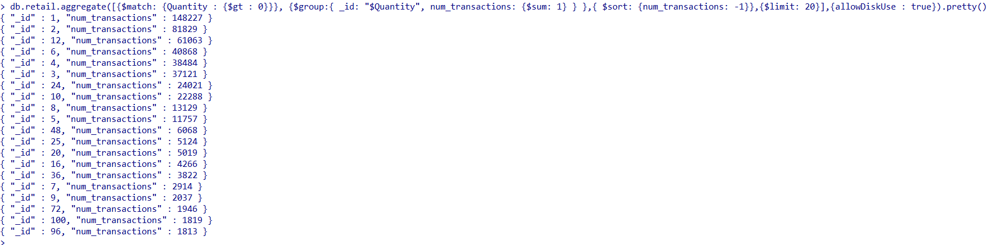 > db.retail.aggregate([{$match: {Quantity : {$gt : 0}}}, {$group:{ _id: "$Quantity", num_transactions: {$sum: 1} } },{ $sort: {num_transactions: -1}},{$limit: 20}],{allowDiskUse : true}).pretty()
{ "_id" : 1, "num_transactions" : 148227 }
{ "_id" : 2, "num_transactions" : 81829 }
{ "_id" : 12, "num_transactions" : 61063 }
{ "_id" : 6, "num_transactions" : 40868 }
{ "_id" : 4, "num_transactions" : 38484 }
{ "_id" : 3, "num_transactions" : 37121 }
{ "_id" : 24, "num_transactions" : 24021 }
{ "_id" : 10, "num_transactions" : 22288 }
{ "_id" : 8, "num_transactions" : 13129 }
{ "_id" : 5, "num_transactions" : 11757 }
{ "_id" : 48, "num_transactions" : 6068 }
{ "_id" : 25, "num_transactions" : 5124 }
{ "_id" : 20, "num_transactions" : 5019 }
{ "_id" : 16, "num_transactions" : 4266 }
{ "_id" : 36, "num_transactions" : 3822 }
{ "_id" : 7, "num_transactions" : 2914 }
{ "_id" : 9, "num_transactions" : 2037 }
{ "_id" : 72, "num_transactions" : 1946 }
{ "_id" : 100, "num_transactions" : 1819 }
{ "_id" : 96, "num_transactions" : 1813 }
>